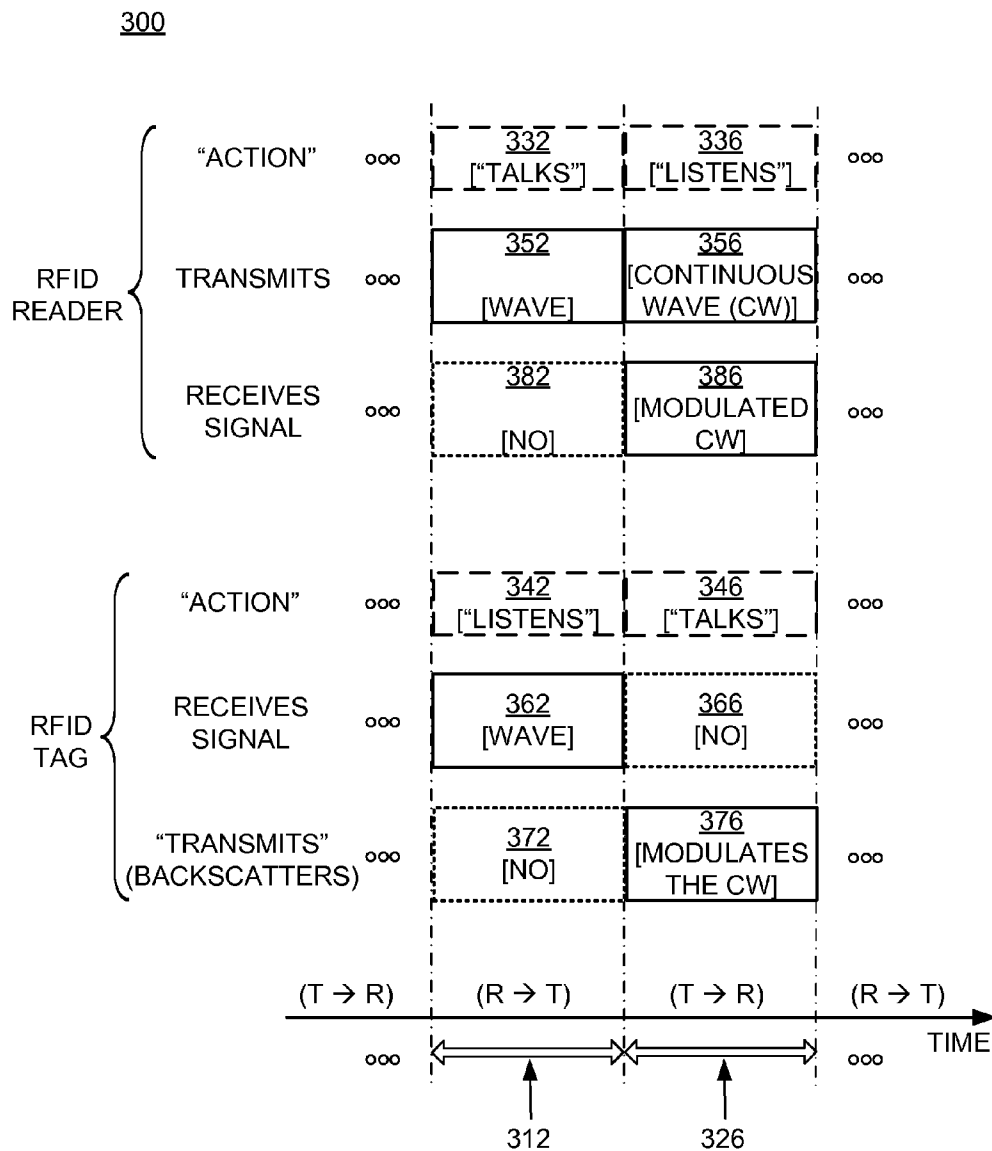 300
"ACTION" ooo 332 336 ooo
["TALKS"] ["LISTENS"]
RFID READER
TRANSMITS ooo 352 356 ooo
[WAVE] [CONTINUOUS WAVE (CW)]
RECEIVES SIGNAL ooo 382 386 ooo
[NO] [MODULATED CW]
"ACTION" ooo 342 346 ooo
["LISTENS"] ["TALKS"]
RFID TAG
RECEIVES SIGNAL ooo 362 366 ooo
[WAVE] [NO]
"TRANSMITS" (BACKSCATTERS) ooo 372 376 ooo
[NO] [MODULATES THE CW]
(T → R) (R → T) (T → R) (R → T)
TIME
ooo ooo
312 326